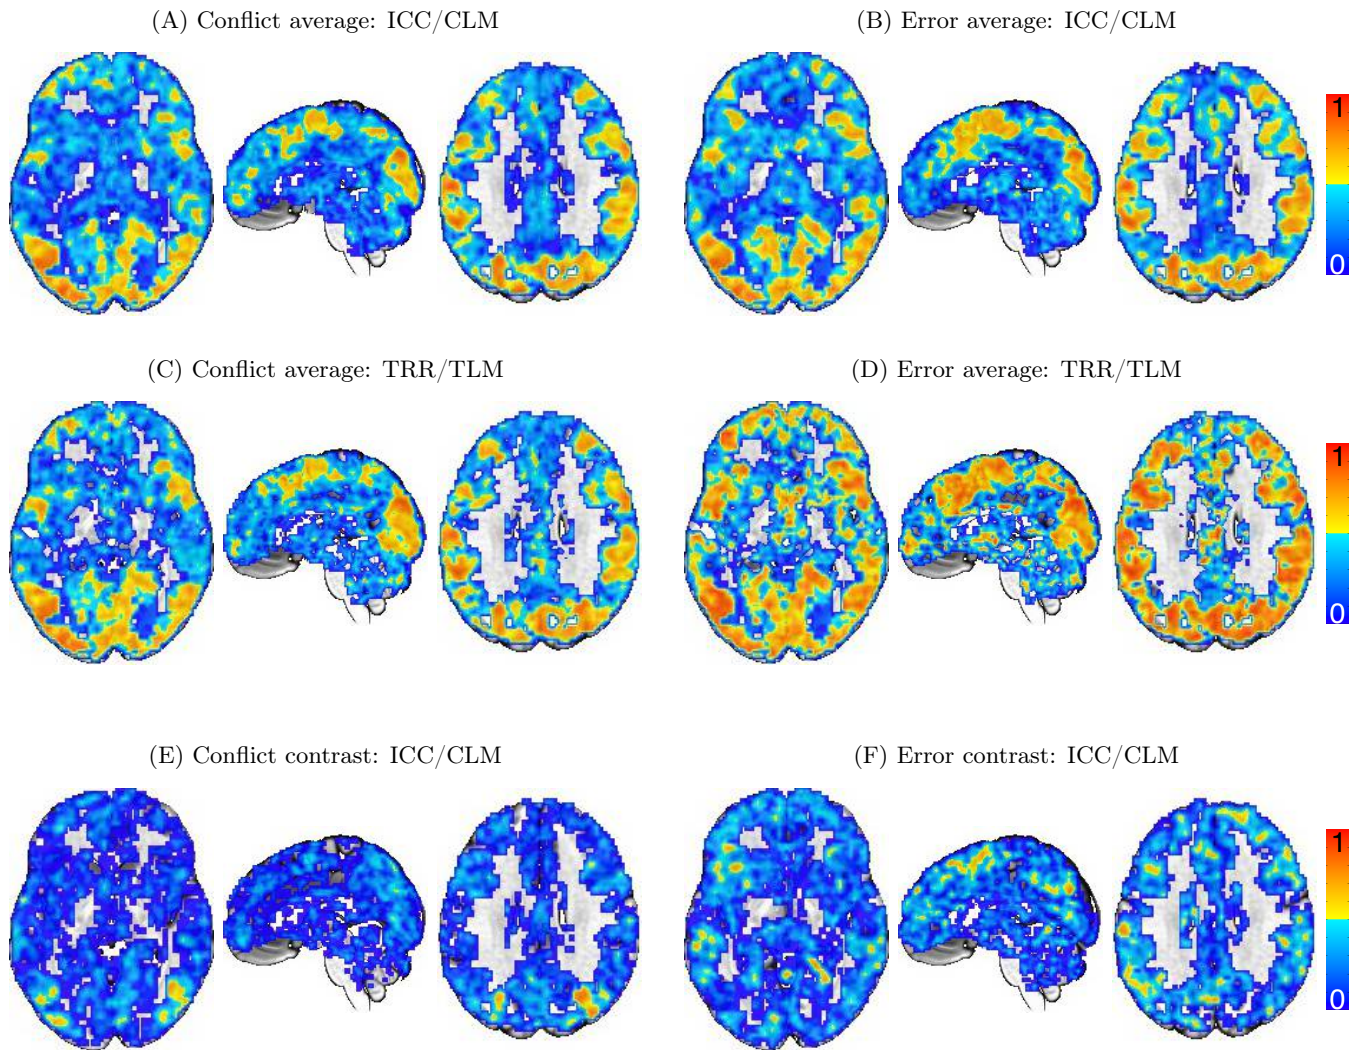 (A) Conflict average: ICC/CLM
(B) Error average: ICC/CLM
1
0
(C) Conflict average: TRR/TLM
(D) Error average: TRR/TLM
1
0
(E) Conflict contrast: ICC/CLM
(F) Error contrast: ICC/CLM
1
0